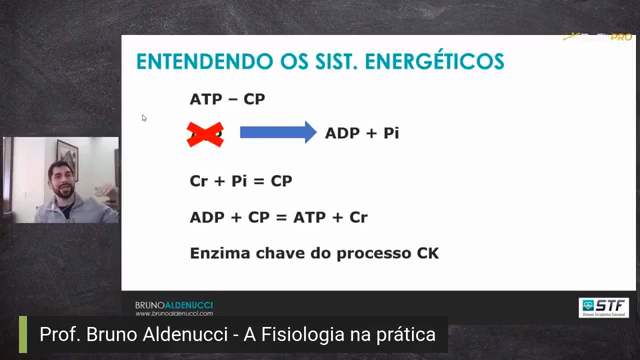 ENTENDENDO OS SIST. ENERGÉTICOS
ATP – CP
ADP + Pi
Cr + Pi = CP
ADP + CP = ATP + Cr
Enzima chave do processo CK
BRUNOALDENUCCI
www.brunoaldenucci.com
STF
Prof. Bruno Aldenucci - A Fisiologia na prática